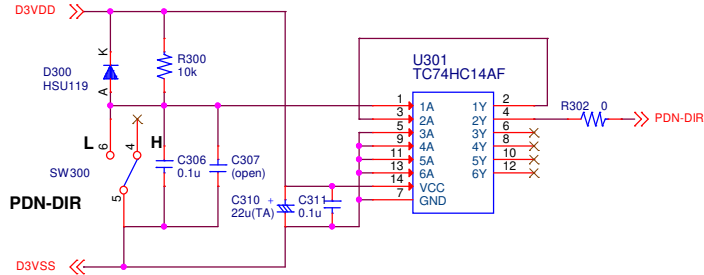 D3VDD
U301
TC74HC14AF
D300
HSU119
K
A
R300
10k
1 1A 1Y 2
3 2A 2Y 4
5 3A 3Y 6
9 4A 4Y 8
11 5A 5Y 10
13 6A 6Y 12
14 VCC
7 GND
R302 0
PDN-DIR
L
6
4
H
SW300
5
PDN-DIR
C306
0.1u
C307
(open)
C310
+
22u(TA)
C311
0.1u
D3VSS